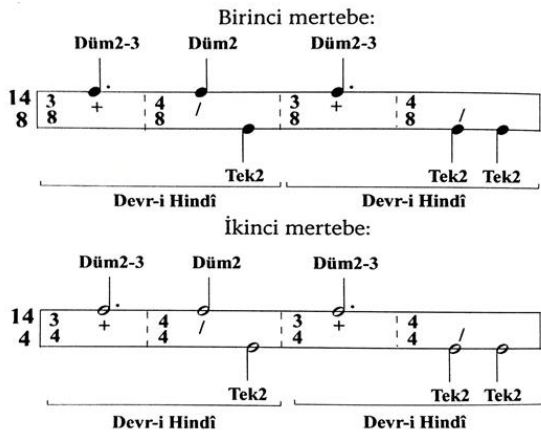 Birinci mertebe:
Düm2-3 Düm2 Düm2-3
14 3 4 3 4
8 8 + 8 / 8 + 8 /
Tek2 Tek2 Tek2
Devr-i Hindî Devr-i Hindî
İkinci mertebe:
Düm2-3 Düm2 Düm2-3
14 3 4 3 4
4 4 + 4 / 4 + 4 /
Tek2 Tek2 Tek2
Devr-i Hindî Devr-i Hindî